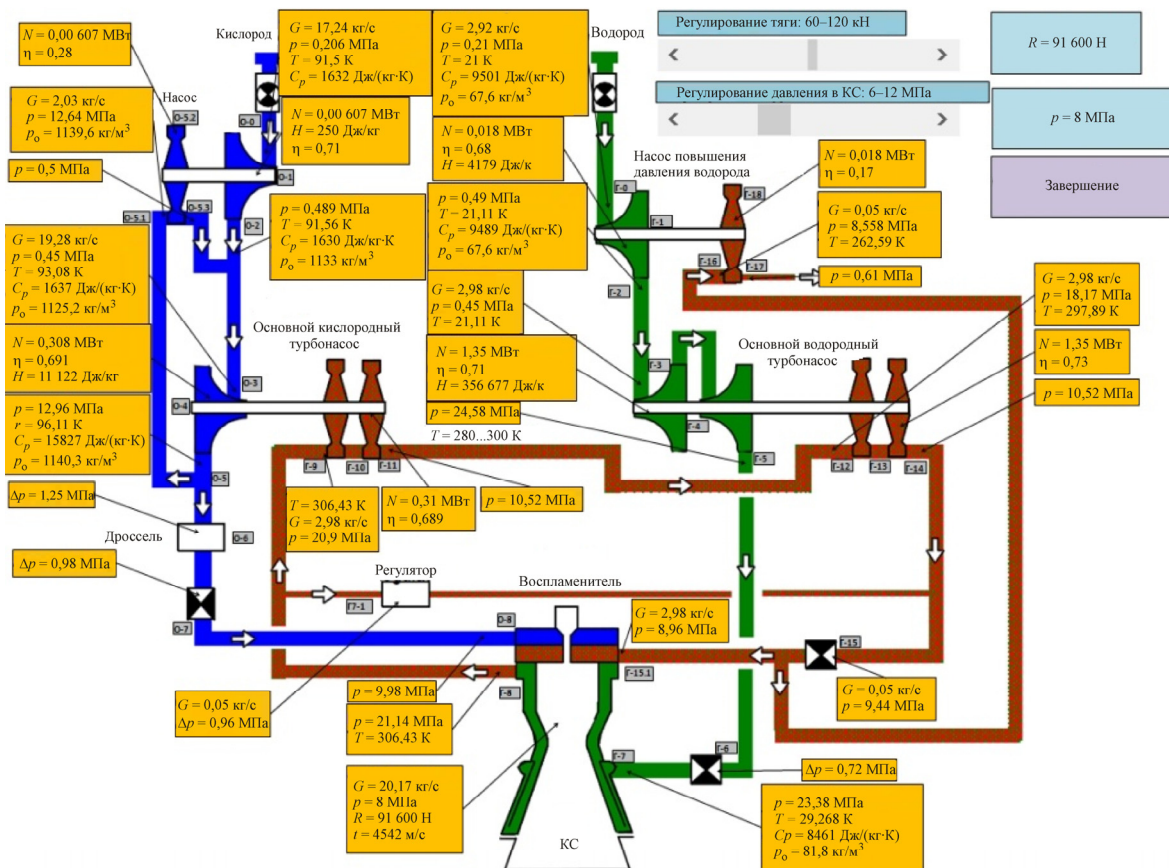 N = 0,00 607 МВт
η = 0,28
Кислород
G = 17,24 кг/с
p = 0,206 МПа
T = 91,5 К
Cp = 1632 Дж/(кг·К)
G = 2,92 кг/с
p = 0,21 МПа
T = 21 К
Cp = 9501 Дж/(кг·К)
pо = 67,6 кг/м³
Водород
Регулирование тяги: 60–120 кН
R = 91 600 Н
Регулирование давления в КС: 6–12 МПа
p = 8 МПа
Завершение
G = 2,03 кг/с
p = 12,64 МПа
pо = 1139,6 кг/м³
Насос
О-5.2
О-0
N = 0,00 607 МВт
H = 250 Дж/кг
η = 0,71
N = 0,018 МВт
η = 0,68
H = 4179 Дж/к
Насос повышения
давления водорода
N = 0,018 МВт
η = 0,17
p = 0,5 МПа
О-1
О-5.1
О-5.3
О-2
Г-0
Г-1
Г-18
p = 0,489 МПа
T = 91,56 К
Cp = 1630 Дж/кг·К)
pо = 1133 кг/м³
p = 0,49 МПа
T = 21,11 К
Cp = 9489 Дж/(кг·К)
pо = 67,6 кг/м³
G = 0,05 кг/с
p = 8,558 МПа
T = 262,59 К
Г-16
Г-17
p = 0,61 МПа
G = 19,28 кг/с
p = 0,45 МПа
T = 93,08 К
Cp = 1637 Дж/(кг·К)
pо = 1125,2 кг/м³
G = 2,98 кг/с
p = 0,45 МПа
T = 21,11 К
Г-2
G = 2,98 кг/с
p = 18,17 МПа
T = 297,89 К
N = 0,308 МВт
η = 0,691
H = 11 122 Дж/кг
Основной кислородный
турбонасос
N = 1,35 МВт
η = 0,71
H = 356 677 Дж/к
Основной водородный
турбонасос
N = 1,35 МВт
η = 0,73
О-3
О-4
Г-3
Г-4
p = 12,96 МПа
r = 96,11 К
Cp = 15827 Дж/(кг·К)
pо = 1140,3 кг/м³
p = 24,58 МПа
T = 280...300 К
p = 10,52 МПа
О-5
Г-9
Г-10
Г-11
Г-5
Г-12
Г-13
Г-14
Δp = 1,25 МПа
T = 306,43 К
G = 2,98 кг/с
p = 20,9 МПа
N = 0,31 МВт
η = 0,689
p = 10,52 МПа
Дроссель
О-6
Δp = 0,98 МПа
Регулятор
Воспламенитель
Г7-1
О-7
О-8
G = 2,98 кг/с
p = 8,96 МПа
Г-15
Г-8
Г-15.1
p = 9,98 МПа
G = 0,05 кг/с
Δp = 0,96 МПа
p = 21,14 МПа
T = 306,43 К
G = 0,05 кг/с
p = 9,44 МПа
Г-7
Г-6
Δp = 0,72 МПа
G = 20,17 кг/с
p = 8 МПа
R = 91 600 Н
t = 4542 м/с
КС
p = 23,38 МПа
T = 29,268 К
Cp = 8461 Дж/(кг·К)
pо – 81,8 кг/м³